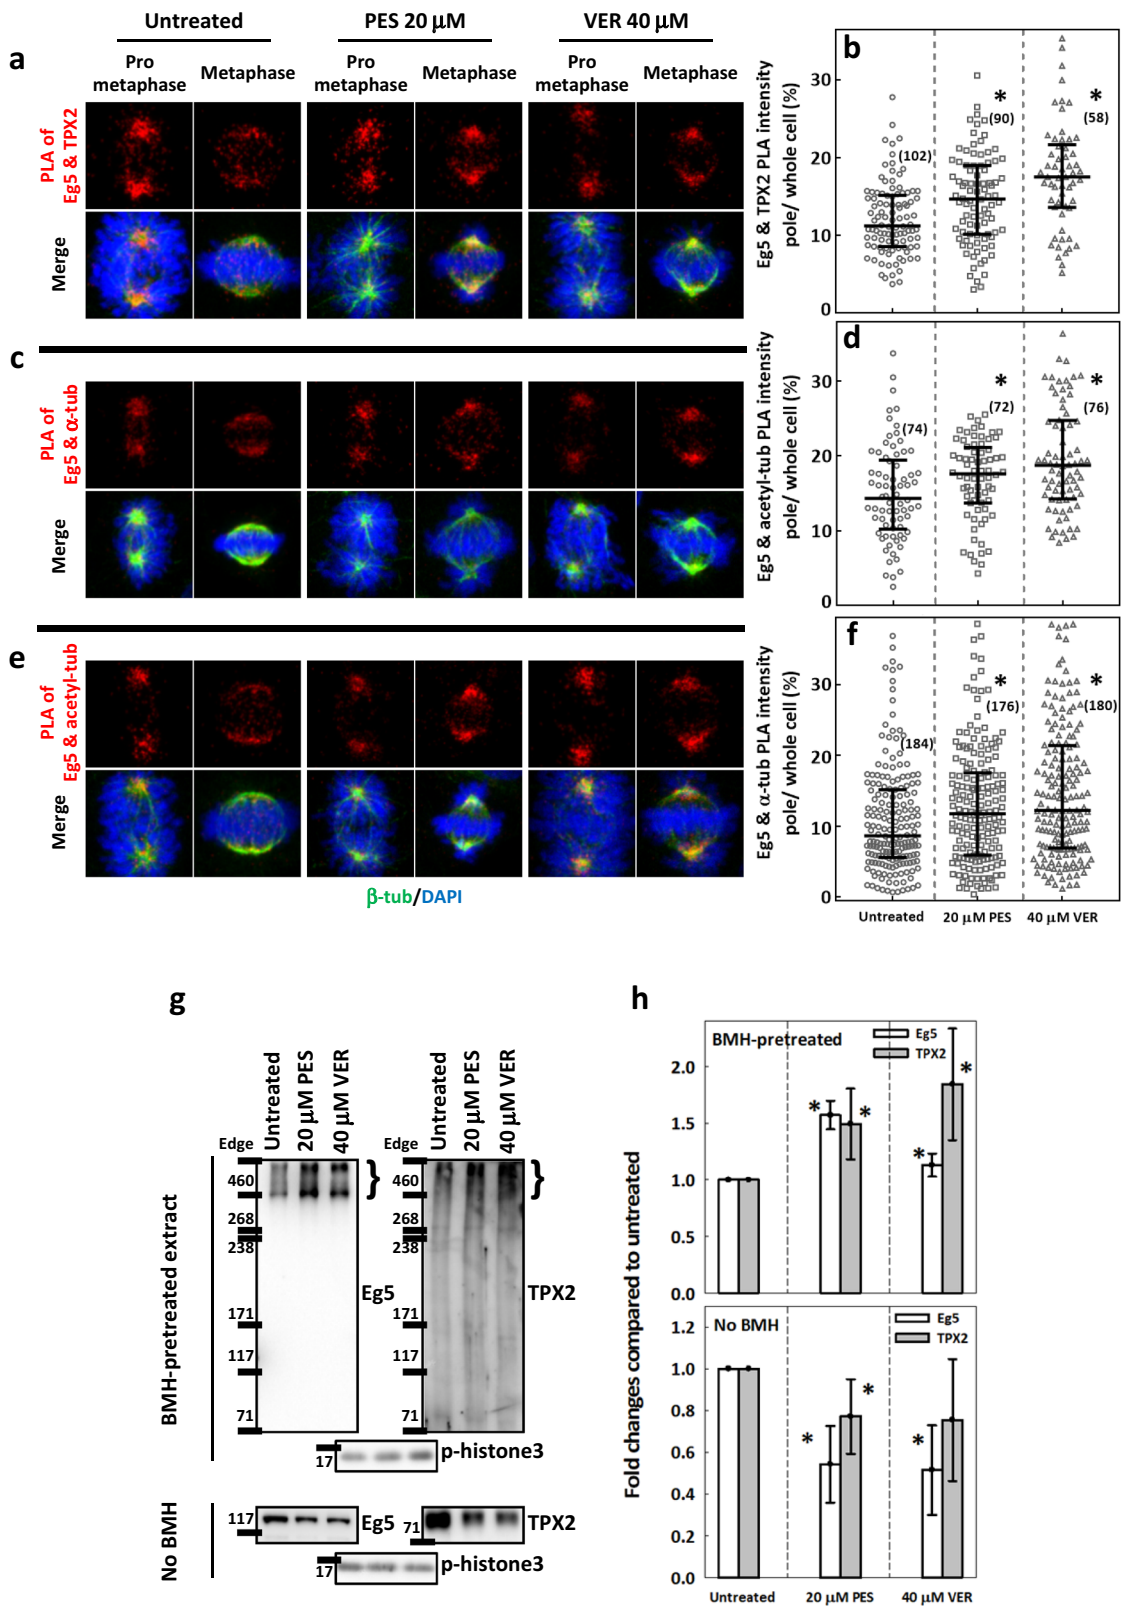 Untreated
PES 20 μM
VER 40 μM
a
Pro
metaphase
Metaphase
Pro
metaphase
Metaphase
Pro
metaphase
Metaphase
PLA of
Eg5 & TPX2
Merge
b
Eg5 & TPX2 PLA intensity
pole/ whole cell (%)
30
20
10
0
(102)
*
(90)
*
(58)
c
PLA of
Eg5 & α-tub
Merge
d
Eg5 & acetyl-tub PLA intensity
pole/ whole cell (%)
30
20
10
0
(74)
*
(72)
*
(76)
e
PLA of
Eg5 & acetyl-tub
Merge
β-tub/DAPI
f
Eg5 & α-tub PLA intensity
pole/ whole cell (%)
30
20
10
0
(184)
*
(176)
*
(180)
Untreated
20 μM PES
40 μM VER
g
BMH-pretreated extract
Untreated
20 μM PES
40 μM VER
Edge
460
268
238
171
117
71
}
Eg5
Untreated
20 μM PES
40 μM VER
Edge
460
268
238
171
117
71
}
TPX2
17
p-histone3
No BMH
117
Eg5
71
TPX2
17
p-histone3
h
Fold changes compared to untreated
BMH-pretreated
Eg5
TPX2
2.0
1.5
1.0
0.5
0.0
*
*
*
*
No BMH
Eg5
TPX2
1.2
1.0
0.8
0.6
0.4
0.2
0.0
*
*
*
Untreated
20 μM PES
40 μM VER